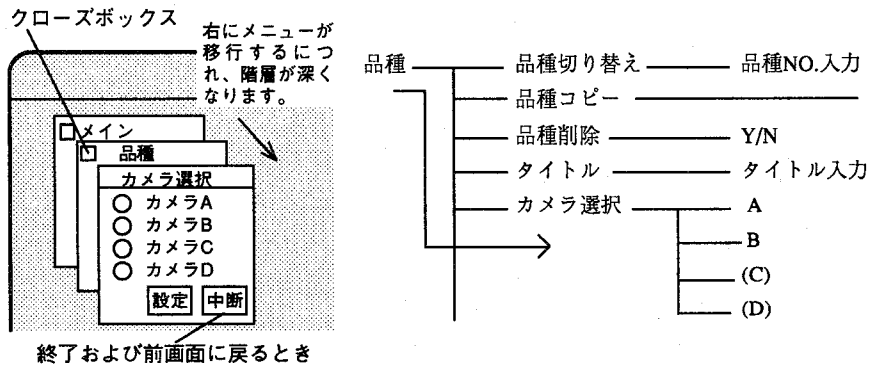 クローズボックス
右にメニューが
移行するにつ
れ、階層が深く
なります。
メイン
品種
カメラ選択
カメラA
カメラB
カメラC
カメラD
設定 中断
終了および前画面に戻るとき
品種 品種切り替え 品種NO.入力
品種コピー
品種削除 Y/N
タイトル タイトル入力
カメラ選択 A
B
(C)
(D)